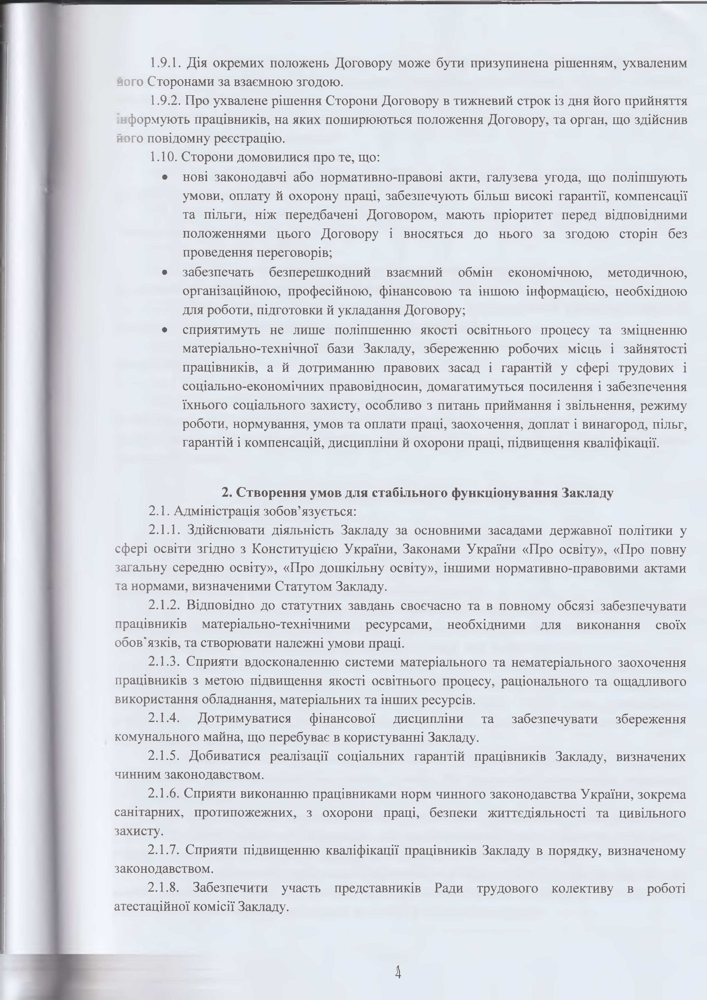 1.9.1. Дія окремих положень Договору може бути призупинена рішенням, ухваленим
його Сторонами за взаємною згодою.
1.9.2. Про ухвалене рішення Сторони Договору в тижневий строк із дня його прийняття
інформують працівників, на яких поширюються положення Договору, та орган, що здійснив
його повідомну реєстрацію.
1.10. Сторони домовилися про те, що:
• нові законодавчі або нормативно-правові акти, галузева угода, що поліпшують
умови, оплату й охорону праці, забезпечують більш високі гарантії, компенсації
та пільги, ніж передбачені Договором, мають пріоритет перед відповідними
положеннями цього Договору і вносяться до нього за згодою сторін без
проведення переговорів;
• забезпечать безперешкодний взаємний обмін економічною, методичною,
організаційною, професійною, фінансовою та іншою інформацією, необхідною
для роботи, підготовки й укладання Договору;
• сприятимуть не лише поліпшенню якості освітнього процесу та зміцненню
матеріально-технічної бази Закладу, збереженню робочих місць і зайнятості
працівників, а й дотриманню правових засад і гарантій у сфері трудових і
соціально-економічних правовідносин, домагатимуться посилення і забезпечення
їхнього соціального захисту, особливо з питань приймання і звільнення, режиму
роботи, нормування, умов та оплати праці, заохочення, доплат і винагород, пільг,
гарантій і компенсацій, дисципліни й охорони праці, підвищення кваліфікації.
2. Створення умов для стабільного функціонування Закладу
2.1. Адміністрація зобов’язується:
2.1.1. Здійснювати діяльність Закладу за основними засадами державної політики у
сфері освіти згідно з Конституцією України, Законами України «Про освіту», «Про повну
загальну середню освіту», «Про дошкільну освіту», іншими нормативно-правовими актами
та нормами, визначеними Статутом Закладу.
2.1.2. Відповідно до статутних завдань своєчасно та в повному обсязі забезпечувати
працівників матеріально-технічними ресурсами, необхідними для виконання своїх
обов’язків, та створювати належні умови праці.
2.1.3. Сприяти вдосконаленню системи матеріального та нематеріального заохочення
працівників з метою підвищення якості освітнього процесу, раціонального та ощадливого
використання обладнання, матеріальних та інших ресурсів.
2.1.4. Дотримуватися фінансової дисципліни та забезпечувати збереження
комунального майна, що перебуває в користуванні Закладу.
2.1.5. Добиватися реалізації соціальних гарантій працівників Закладу, визначених
чинним законодавством.
2.1.6. Сприяти виконанню працівниками норм чинного законодавства України, зокрема
санітарних, протипожежних, з охорони праці, безпеки життєдіяльності та цивільного
захисту.
2.1.7. Сприяти підвищенню кваліфікації працівників Закладу в порядку, визначеному
законодавством.
2.1.8. Забезпечити участь представників Ради трудового колективу в роботі
атестаційної комісії Закладу.
4